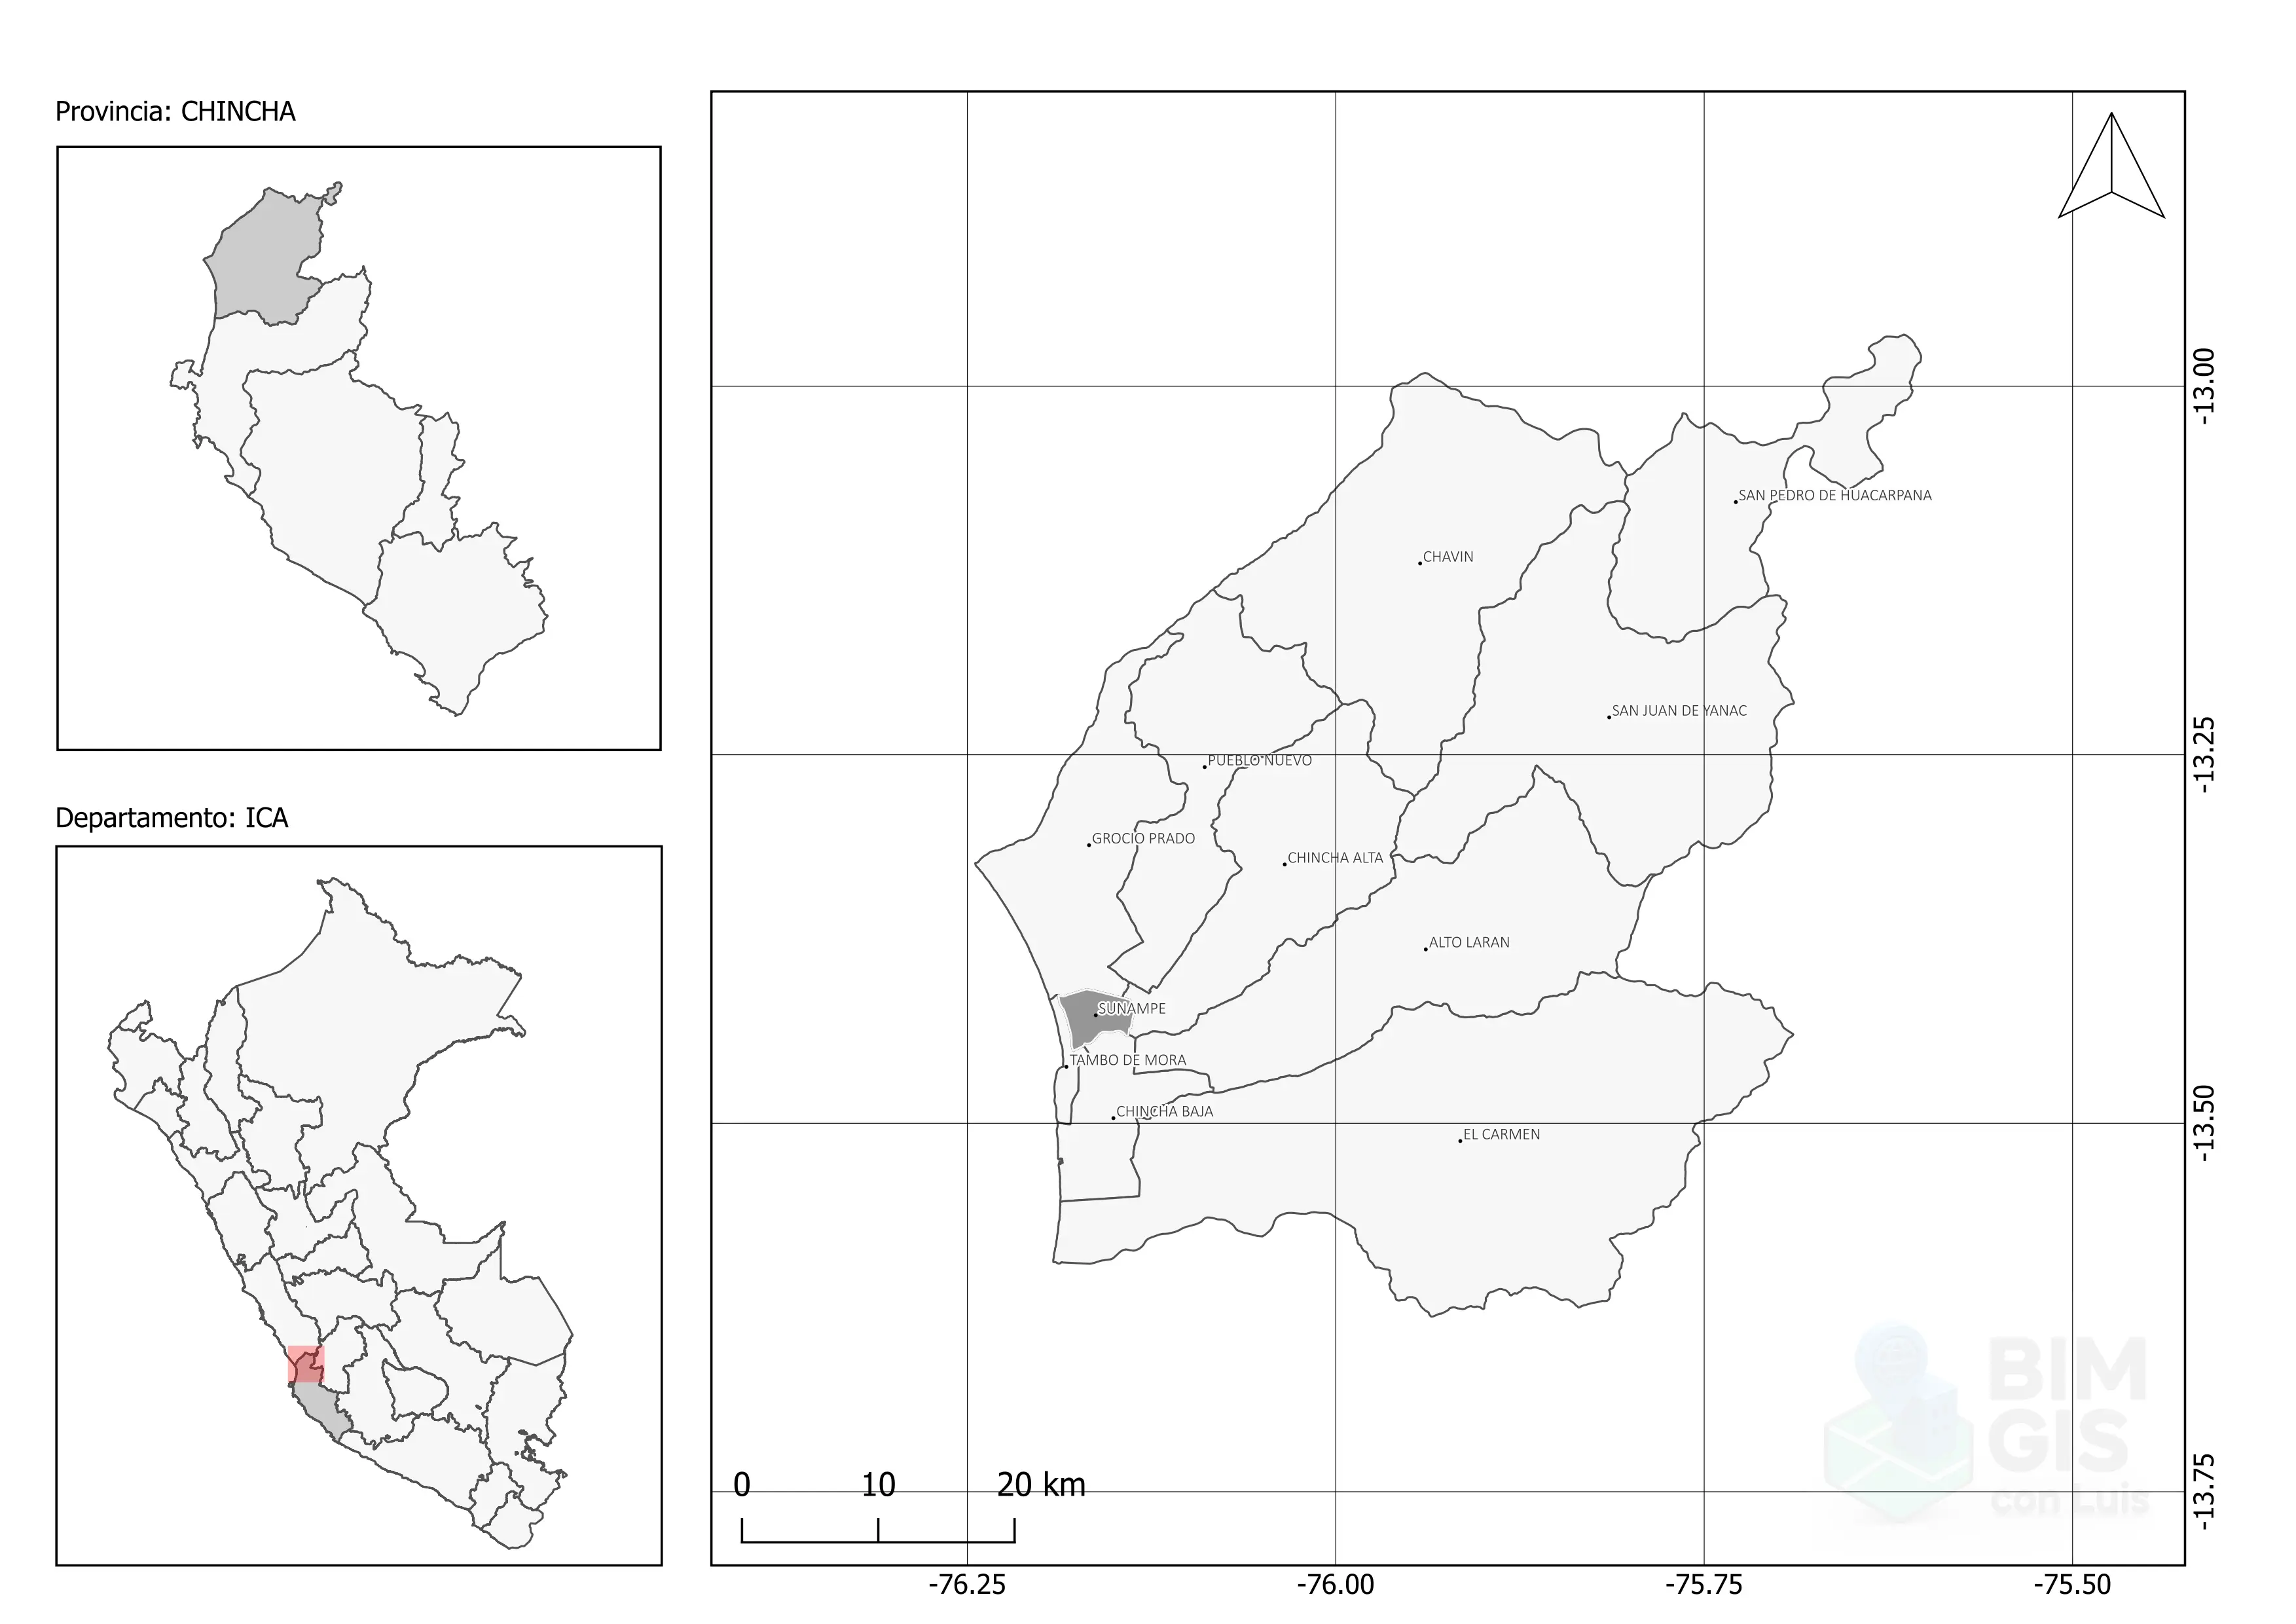 Provincia: CHINCHA
Departamento: ICA
SAN PEDRO DE HUACARPANA
CHAVIN
SAN JUAN DE YANAC
PUEBLO NUEVO
GROCIO PRADO
CHINCHA ALTA
ALTO LARAN
SUNAMPE
TAMBO DE MORA
CHINCHA BAJA
EL CARMEN
-13.00
-13.25
-13.50
-13.75
0 10 20 km
-76.25 -76.00 -75.75 -75.50
BIM
GIS
con Luis